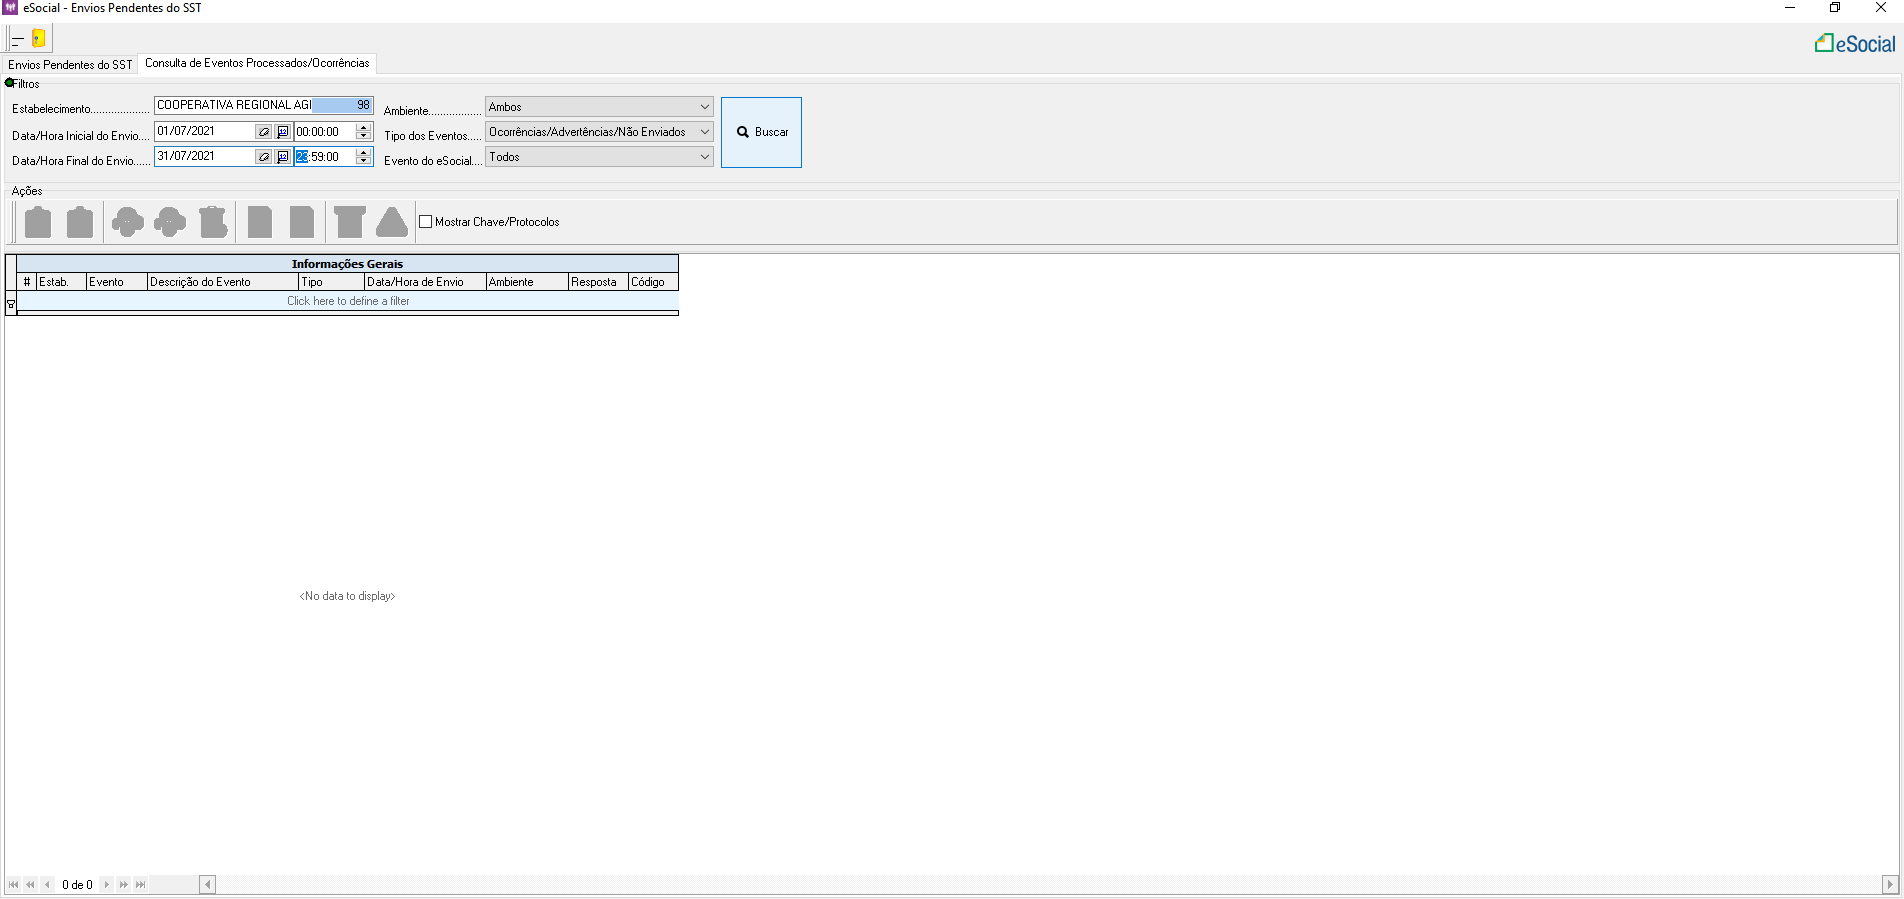 eSocial - Envios Pendentes do SST
eSocial
Envios Pendentes do SST
Consulta de Eventos Processados/Ocorrências
Filtros
Estabelecimento................... COOPERATIVA REGIONAL AGI 98
Ambiente................. Ambos
Data/Hora Inicial do Envio.... 01/07/2021 00:00:00
Tipo dos Eventos..... Ocorrências/Advertências/Não Enviados
Buscar
Data/Hora Final do Envio...... 31/07/2021 23:59:00
Evento do eSocial.... Todos
Ações
Mostrar Chave/Protocolos
Informações Gerais
# Estab. Evento Descrição do Evento Tipo Data/Hora de Envio Ambiente Resposta Código
Click here to define a filter
<No data to display>
0 de 0